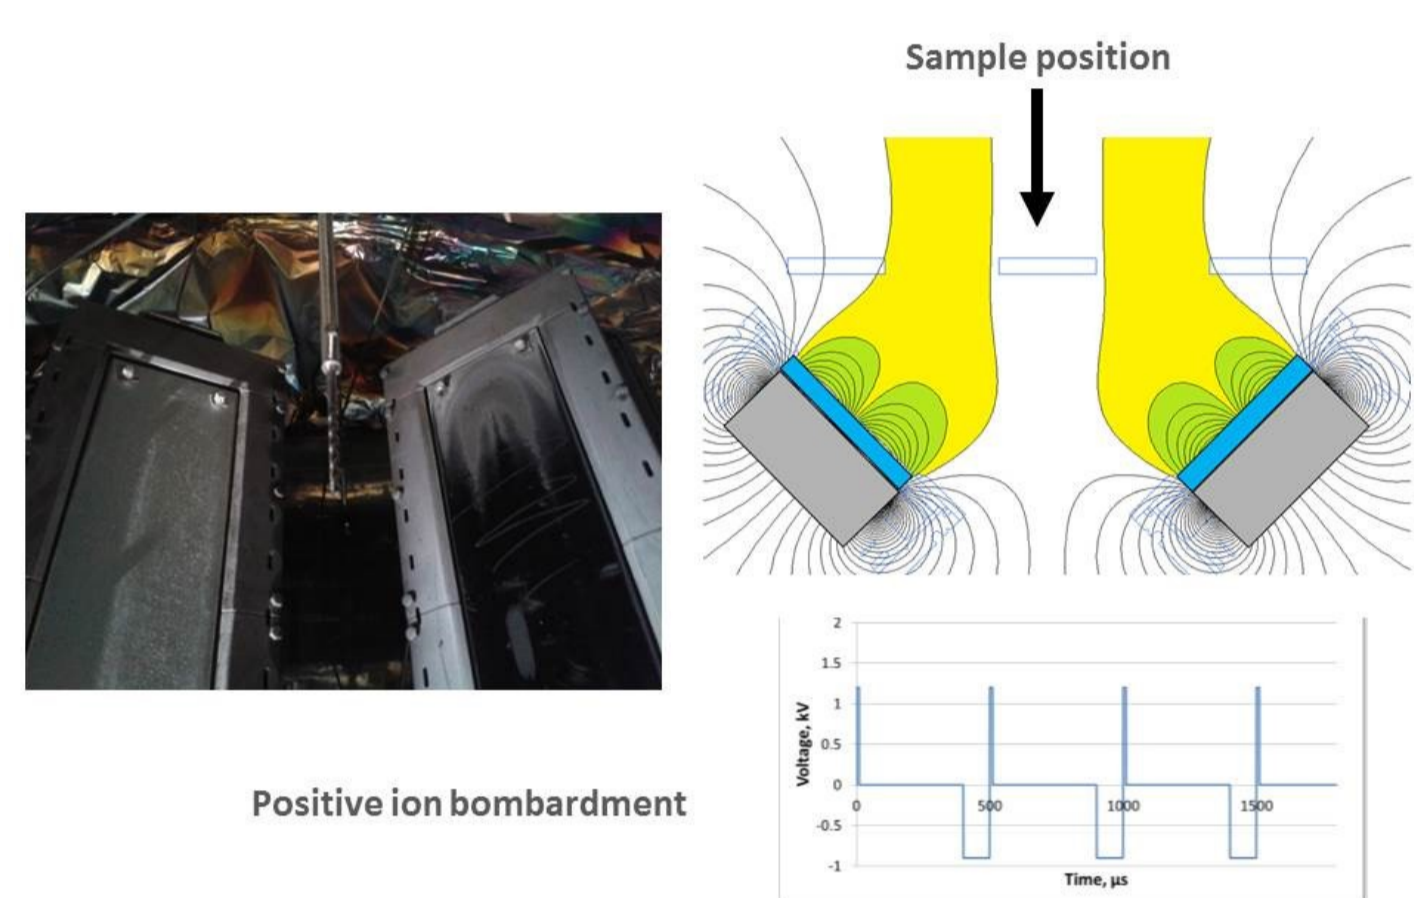 Sample position
Positive ion bombardment
Voltage, kV
2
1.5
1
0.5
0
-0.5
-1
0
500
1000
1500
Time, µs